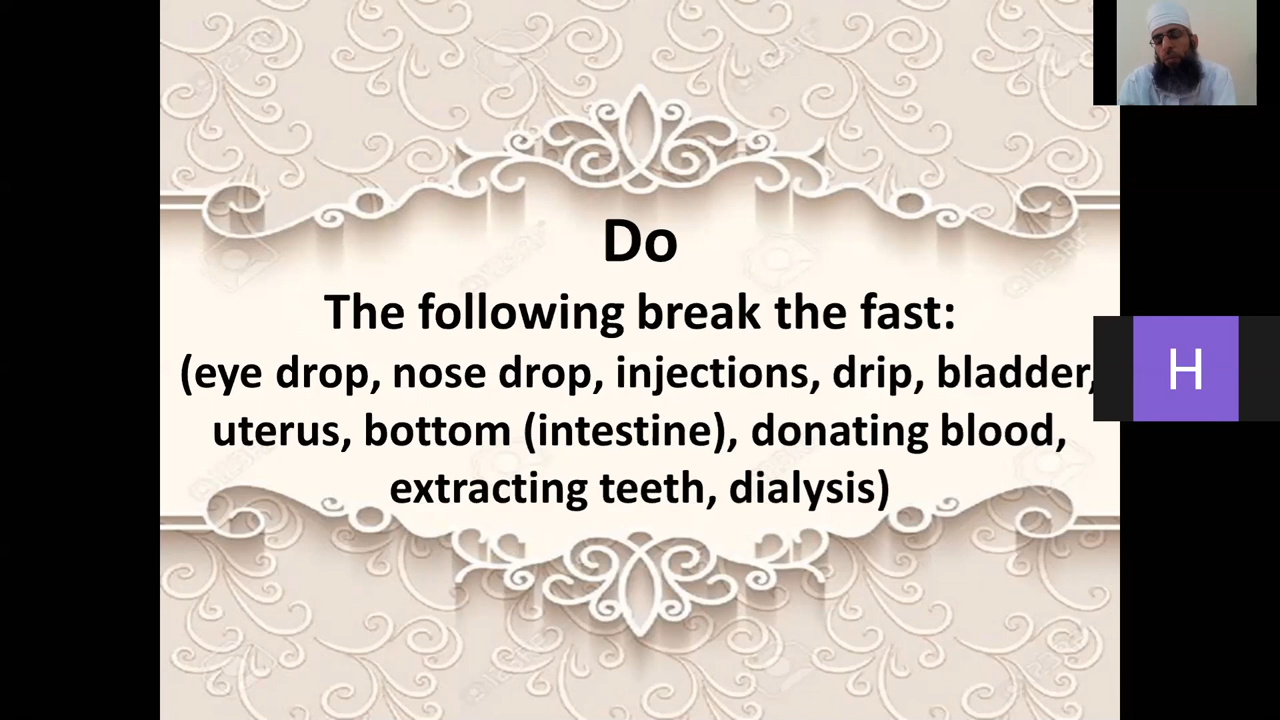 Do
The following break the fast:
(eye drop, nose drop, injections, drip, bladder,
uterus, bottom (intestine), donating blood,
extracting teeth, dialysis)
H